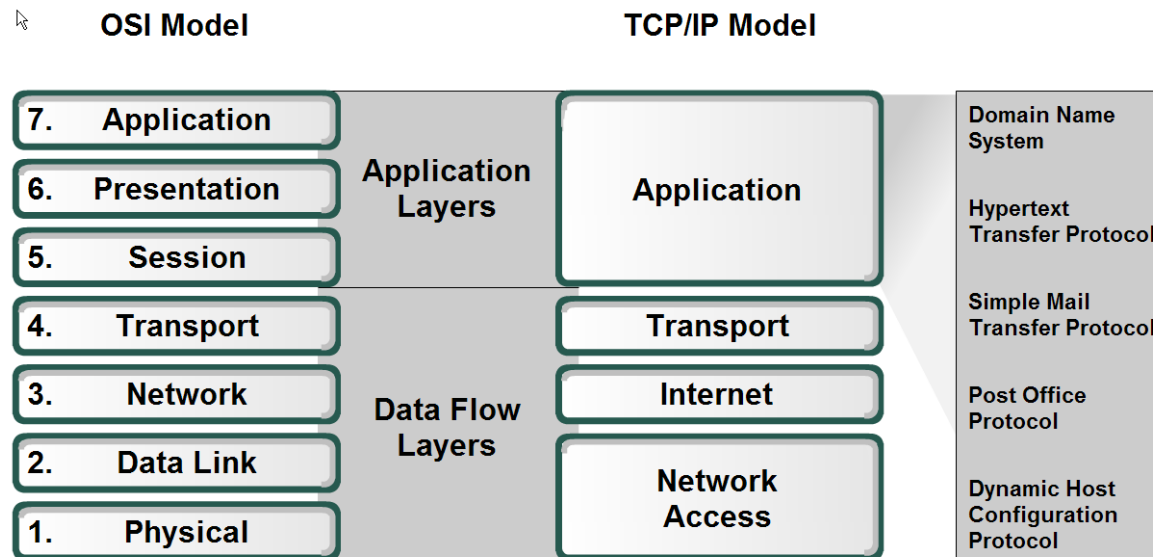 OSI Model
TCP/IP Model
7. Application
6. Presentation
5. Session
4. Transport
3. Network
2. Data Link
1. Physical
Application
Layers
Data Flow
Layers
Application
Transport
Internet
Network
Access
Domain Name
System
Hypertext
Transfer Protocol
Simple Mail
Transfer Protocol
Post Office
Protocol
Dynamic Host
Configuration
Protocol